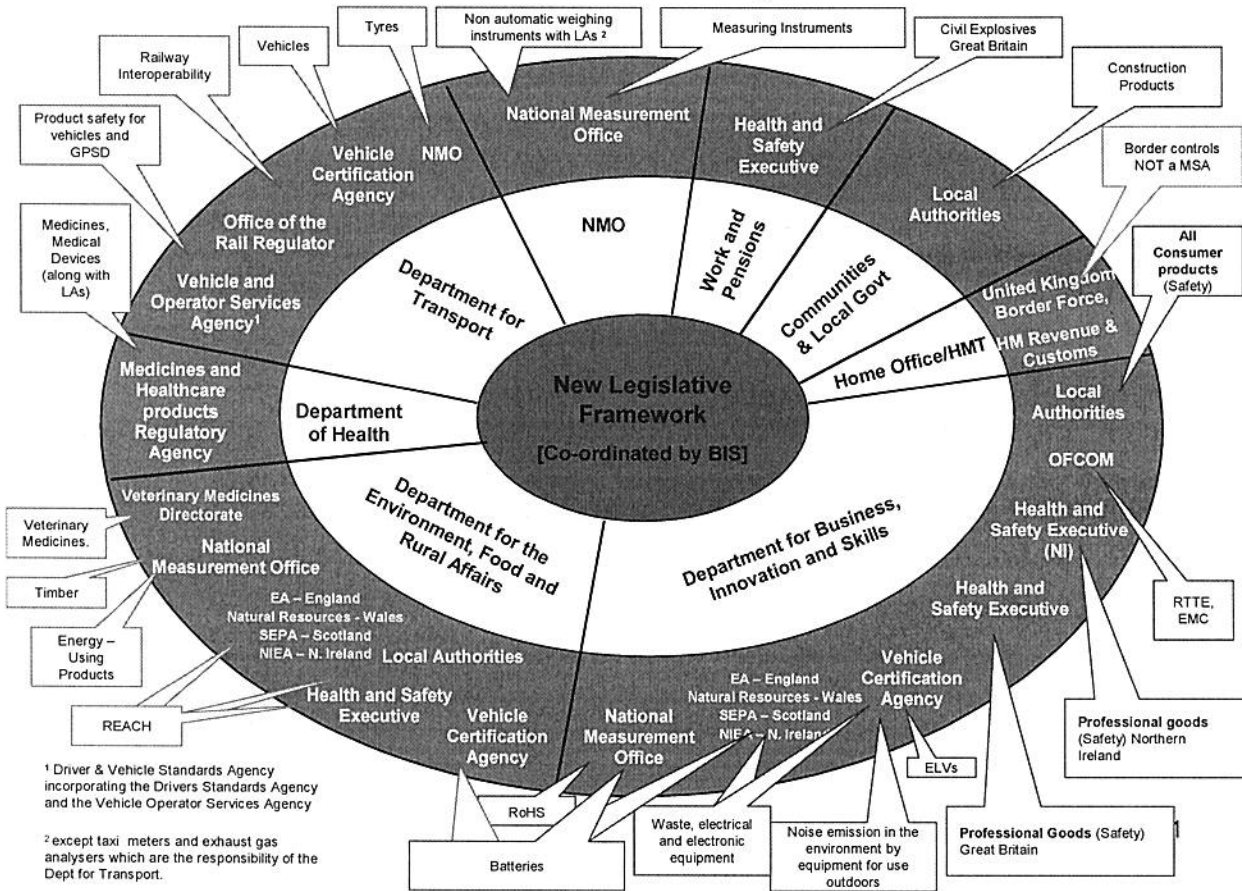 Non automatic weighing
instruments with LAs ²
Measuring Instruments
Civil Explosives
Great Britain
Tyres
Vehicles
Railway
Interoperability
Construction
Products
Product safety for
vehicles and
GPSD
Border controls
NOT a MSA
Medicines,
Medical
Devices
(along with
LAs)
All
Consumer
products
(Safety)
National Measurement
Office
Health and
Safety
Executive
Vehicle
Certification
Agency
NMO
Local
Authorities
Office of the
Rail Regulator
Vehicle and
Operator Services
Agency¹
United Kingdom
Border Force,
HM Revenue &
Customs
Medicines and
Healthcare
products
Regulatory
Agency
NMO
Work and
Pensions
Communities
& Local Govt
Department for
Transport
Home Office/HMT
Department
of Health
New Legislative
Framework
[Co-ordinated by BIS]
Department for the
Environment, Food and
Rural Affairs
Department for Business,
Innovation and Skills
Local
Authorities
OFCOM
Health and
Safety Executive
(NI)
Health and
Safety Executive
Veterinary Medicines
Directorate
National
Measurement Office
EA – England
Natural Resources - Wales
SEPA – Scotland
NIEA – N. Ireland
Local Authorities
Health and Safety
Executive
Vehicle
Certification
Agency
National
Measurement
Office
EA – England
Natural Resources - Wales
SEPA – Scotland
NIEA – N. Ireland
Vehicle
Certification
Agency
Veterinary
Medicines.
Timber
Energy –
Using
Products
REACH
RTTE,
EMC
Professional goods
(Safety) Northern
Ireland
ELVs
RoHS
Batteries
Waste, electrical
and electronic
equipment
Noise emission in the
environment by
equipment for use
outdoors
Professional Goods (Safety)
Great Britain
1
¹ Driver & Vehicle Standards Agency
incorporating the Drivers Standards Agency
and the Vehicle Operator Services Agency
² except taxi meters and exhaust gas
analysers which are the responsibility of the
Dept for Transport.